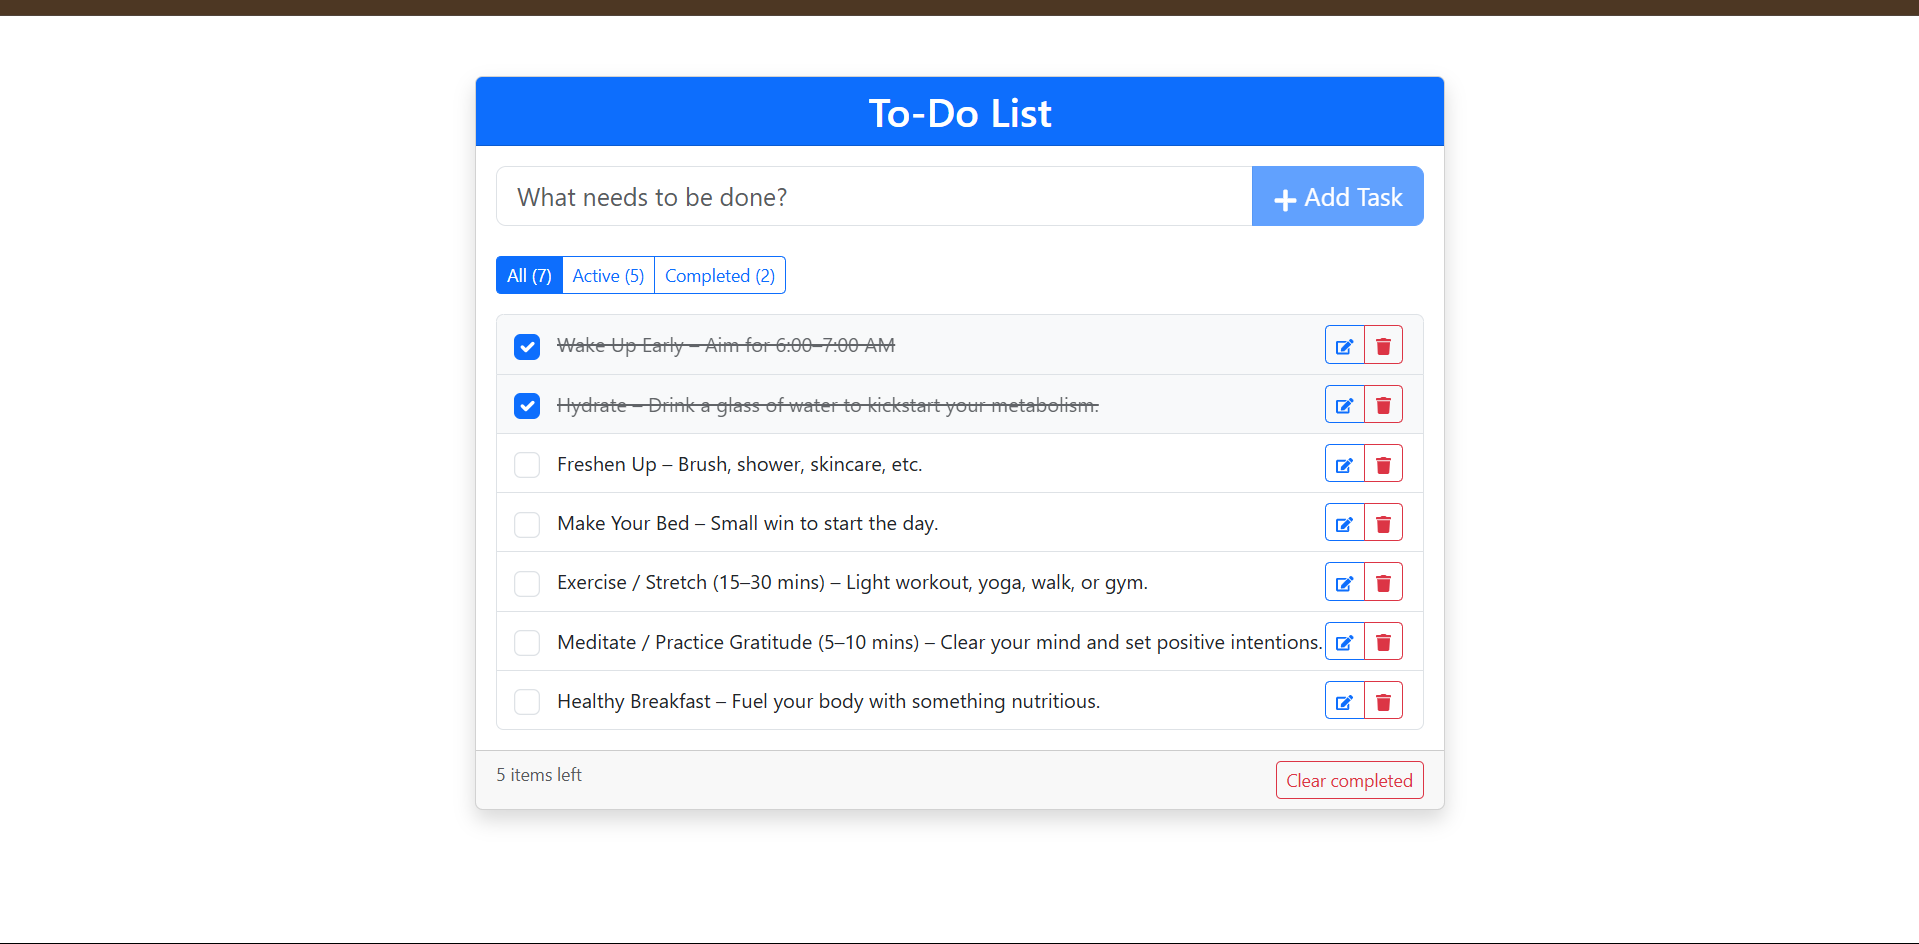 To-Do List
What needs to be done?
Add Task
All (7) Active (5) Completed (2)
Wake Up Early – Aim for 6:00–7:00 AM
Hydrate – Drink a glass of water to kickstart your metabolism.
Freshen Up – Brush, shower, skincare, etc.
Make Your Bed – Small win to start the day.
Exercise / Stretch (15–30 mins) – Light workout, yoga, walk, or gym.
Meditate / Practice Gratitude (5–10 mins) – Clear your mind and set positive intentions.
Healthy Breakfast – Fuel your body with something nutritious.
5 items left
Clear completed